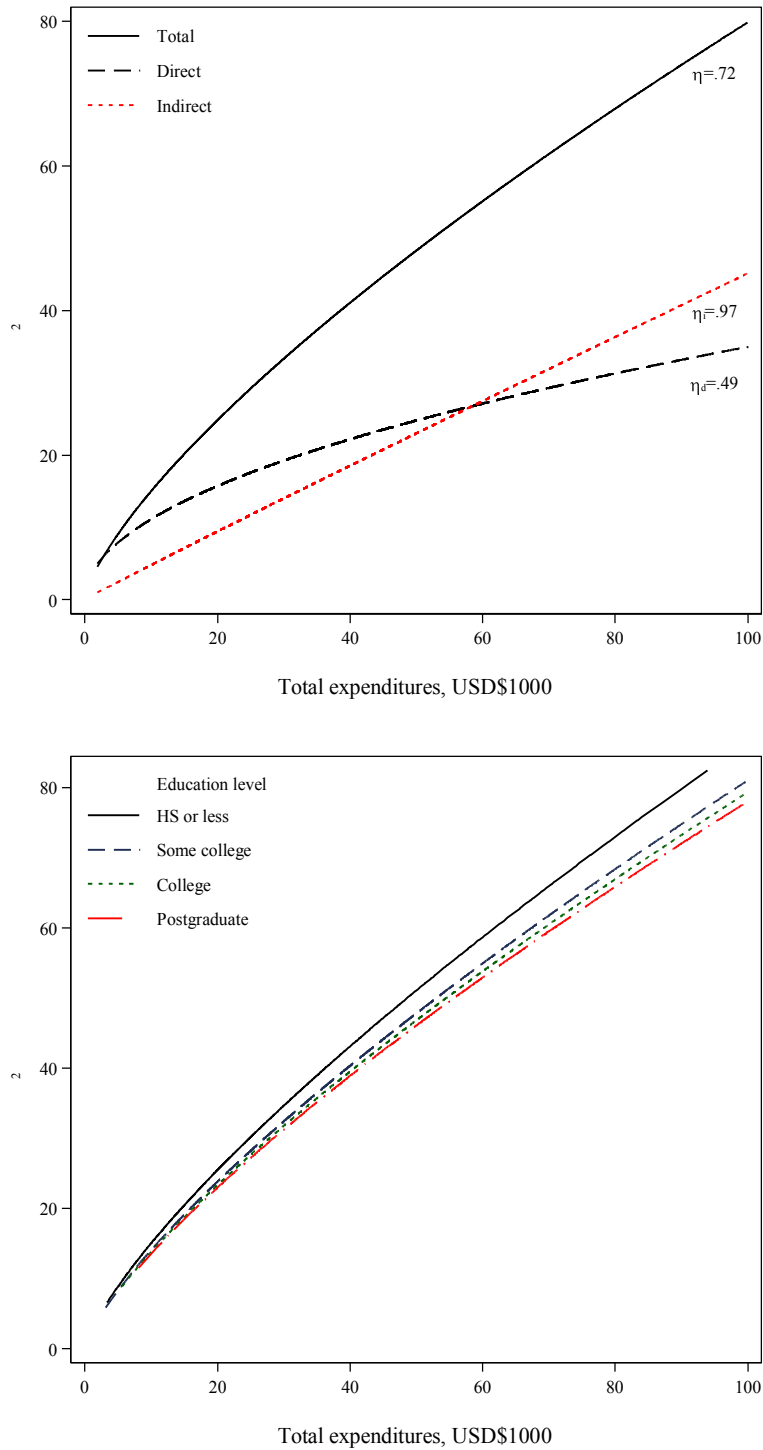 80
60
40
20
0
2
Total
Direct
Indirect
η=.72
ηi=.97
ηd=.49
0 20 40 60 80 100
Total expenditures, USD$1000
80
60
40
20
0
2
Education level
HS or less
Some college
College
Postgraduate
0 20 40 60 80 100
Total expenditures, USD$1000